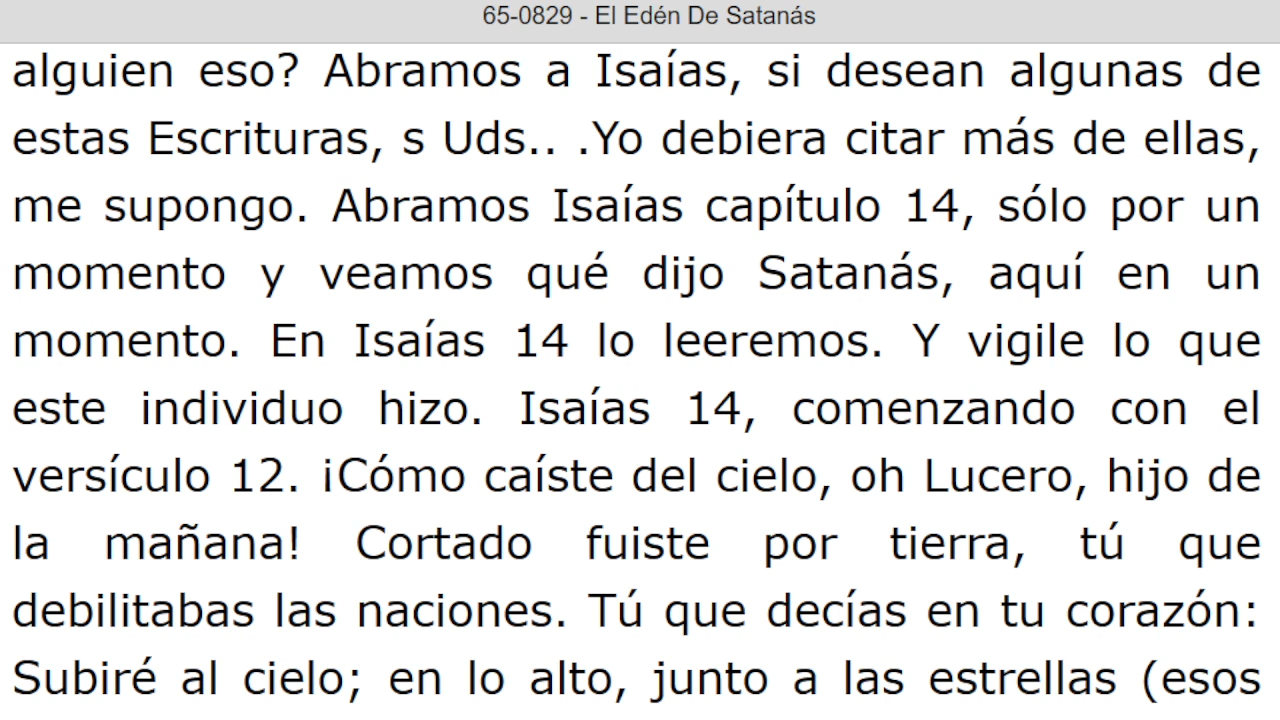 65-0829 - El Edén De Satanás
alguien eso? Abramos a Isaías, si desean algunas de
estas Escrituras, s Uds.. .Yo debiera citar más de ellas,
me supongo. Abramos Isaías capítulo 14, sólo por un
momento y veamos qué dijo Satanás, aquí en un
momento. En Isaías 14 lo leeremos. Y vigile lo que
este individuo hizo. Isaías 14, comenzando con el
versículo 12. ¡Cómo caíste del cielo, oh Lucero, hijo de
la mañana! Cortado fuiste por tierra, tú que
debilitabas las naciones. Tú que decías en tu corazón:
Subiré al cielo; en lo alto, junto a las estrellas (esos